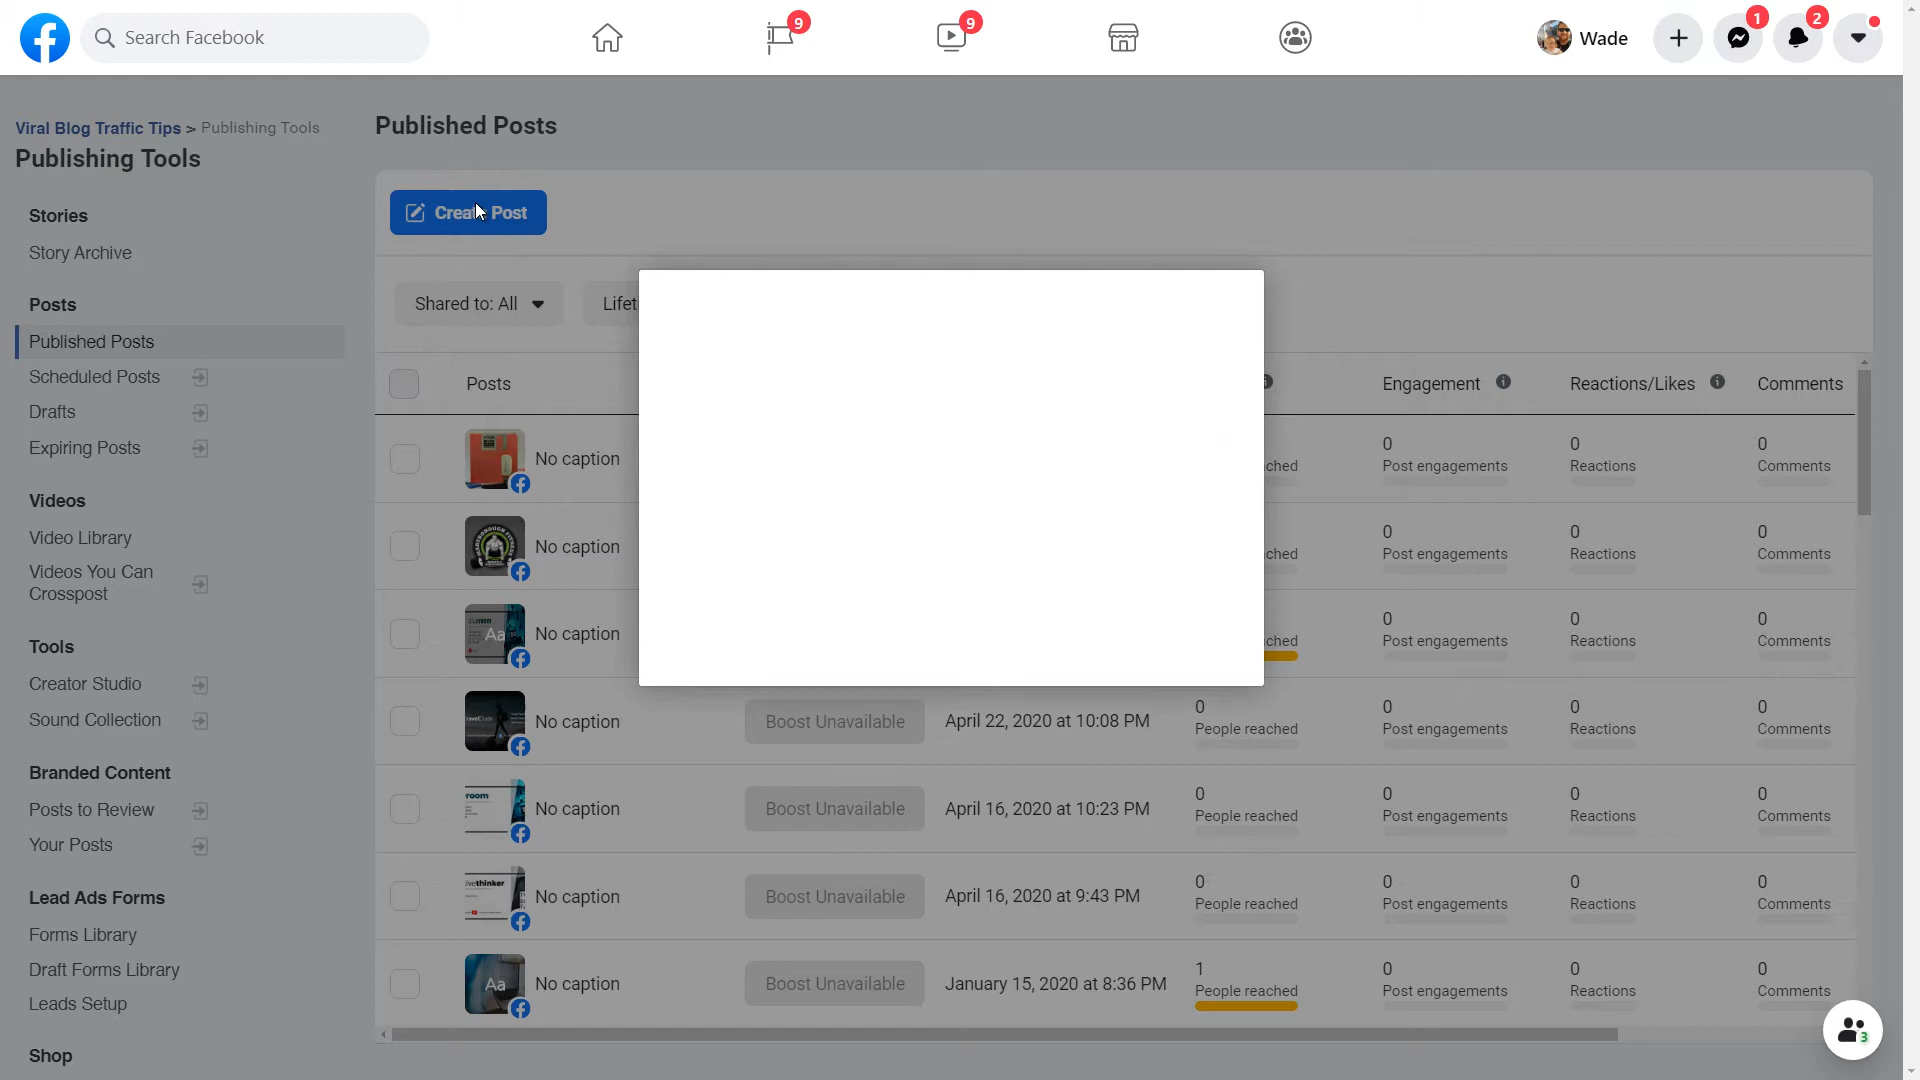 Search Facebook
9
9
Wade
1
2
Viral Blog Traffic Tips > Publishing Tools
Publishing Tools
Stories
Story Archive
Posts
Published Posts
Scheduled Posts
Drafts
Expiring Posts
Videos
Video Library
Videos You Can
Crosspost
Tools
Creator Studio
Sound Collection
Branded Content
Posts to Review
Your Posts
Lead Ads Forms
Forms Library
Draft Forms Library
Leads Setup
Shop
Published Posts
Create Post
Shared to: All
Posts
Engagement
Reactions/Likes
Comments
No caption
0
Post engagements
0
Reactions
0
Comments
No caption
0
Post engagements
0
Reactions
0
Comments
Aa
No caption
0
Post engagements
0
Reactions
0
Comments
No caption
Boost Unavailable
April 22, 2020 at 10:08 PM
0
People reached
0
Post engagements
0
Reactions
0
Comments
No caption
Boost Unavailable
April 16, 2020 at 10:23 PM
0
People reached
0
Post engagements
0
Reactions
0
Comments
No caption
Boost Unavailable
April 16, 2020 at 9:43 PM
0
People reached
0
Post engagements
0
Reactions
0
Comments
Aa
No caption
Boost Unavailable
January 15, 2020 at 8:36 PM
1
People reached
0
Post engagements
0
Reactions
0
Comments
3